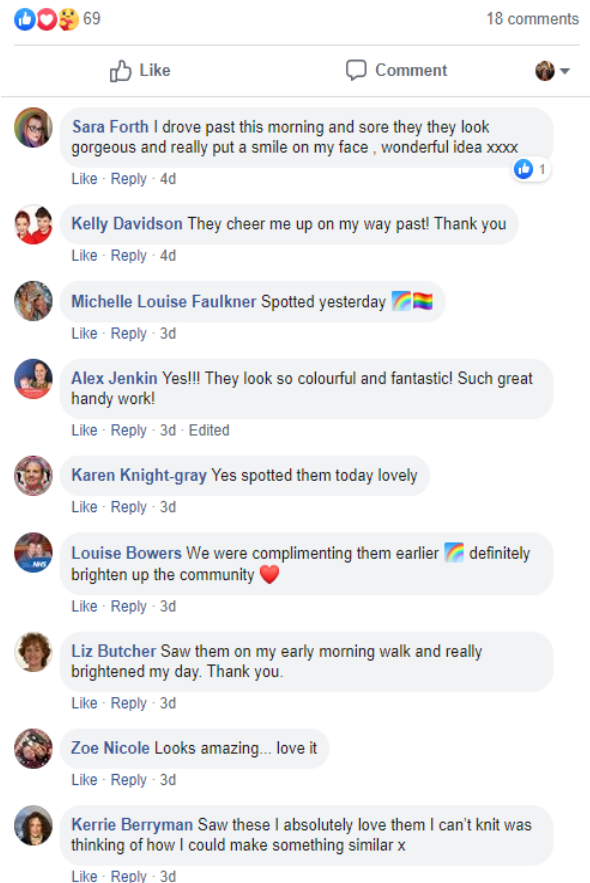 69 18 comments
Like Comment
Sara Forth I drove past this morning and sore they they look
gorgeous and really put a smile on my face , wonderful idea xxxx
1
Like · Reply · 4d
Kelly Davidson They cheer me up on my way past! Thank you
Like · Reply · 4d
Michelle Louise Faulkner Spotted yesterday 🌈🏳️‍🌈
Like · Reply · 3d
Alex Jenkin Yes!!! They look so colourful and fantastic! Such great
handy work!
Like · Reply · 3d · Edited
Karen Knight-gray Yes spotted them today lovely
Like · Reply · 3d
Louise Bowers We were complimenting them earlier 🌈 definitely
brighten up the community ❤️
NHS
Like · Reply · 3d
Liz Butcher Saw them on my early morning walk and really
brightened my day. Thank you.
Like · Reply · 3d
Zoe Nicole Looks amazing... love it
Like · Reply · 3d
Kerrie Berryman Saw these I absolutely love them I can't knit was
thinking of how I could make something similar x
Like · Reply · 3d